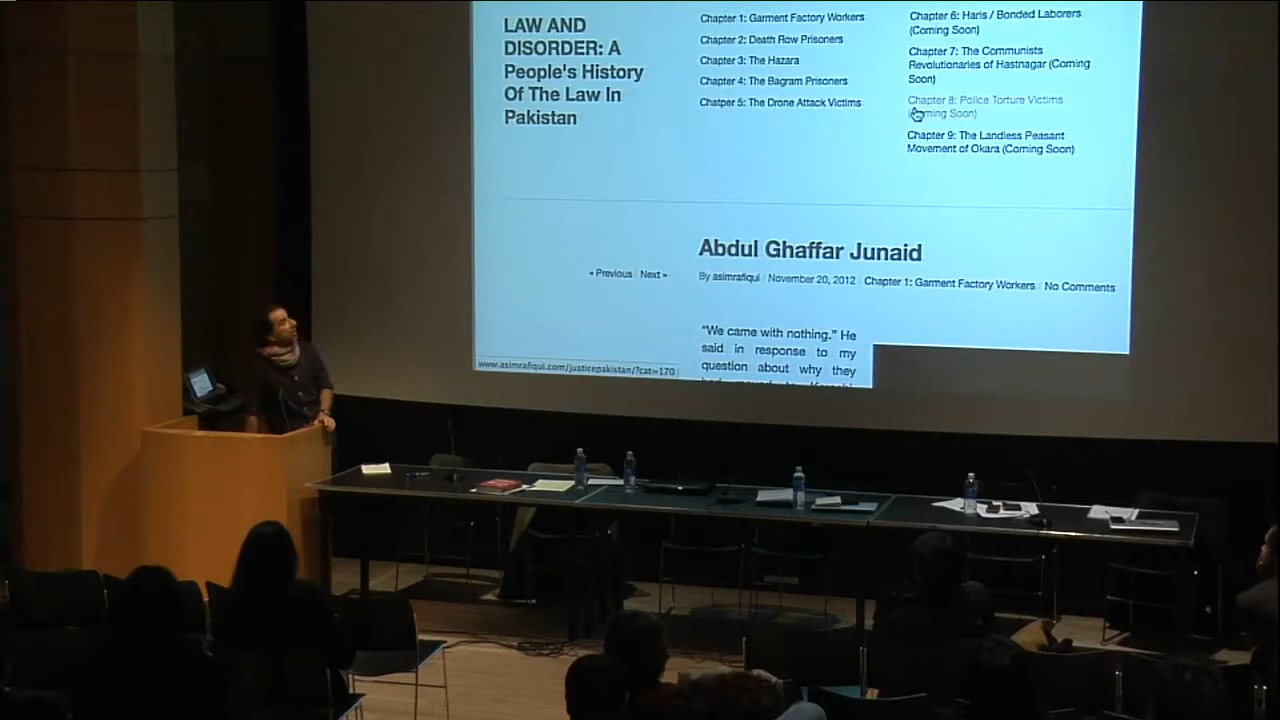 LAW AND
DISORDER: A
People's History
Of The Law In
Pakistan
Chapter 1: Garment Factory Workers
Chapter 2: Death Row Prisoners
Chapter 3: The Hazara
Chapter 4: The Bagram Prisoners
Chatper 5: The Drone Attack Victims
Chapter 6: Haris / Bonded Laborers
(Coming Soon)
Chapter 7: The Communists
Revolutionaries of Hastnagar (Coming
Soon)
Chapter 8: Police Torture Victims
(Coming Soon)
Chapter 9: The Landless Peasant
Movement of Okara (Coming Soon)
Abdul Ghaffar Junaid
« Previous / Next »
By asimrafiqui / November 20, 2012 / Chapter 1: Garment Factory Workers / No Comments
“We came with nothing.” He
said in response to my
question about why they
www.asimrafiqui.com/justicepakistan/?cat=170